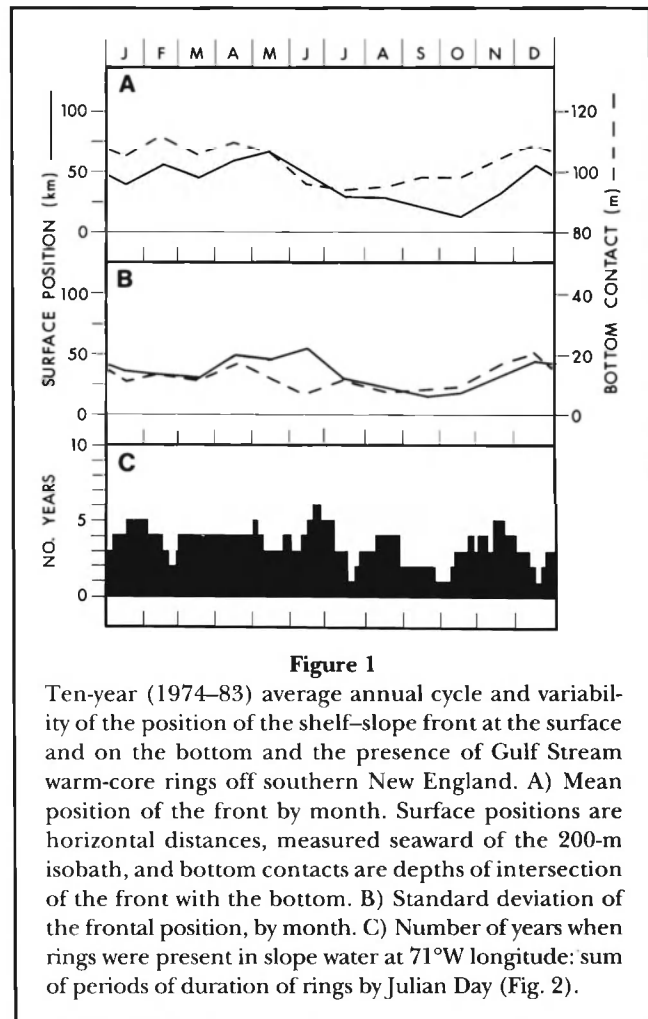 J F M A M J J A S O N D
A
100
50
0
SURFACE POSITION (km)
120
100
80
BOTTOM CONTACT (m)
B
100
50
0
40
20
0
C
10
5
0
NO. YEARS
Figure 1
Ten-year (1974–83) average annual cycle and variabil-
ity of the position of the shelf–slope front at the surface
and on the bottom and the presence of Gulf Stream
warm-core rings off southern New England. A) Mean
position of the front by month. Surface positions are
horizontal distances, measured seaward of the 200-m
isobath, and bottom contacts are depths of intersection
of the front with the bottom. B) Standard deviation of
the frontal position, by month. C) Number of years when
rings were present in slope water at 71°W longitude: sum
of periods of duration of rings by Julian Day (Fig. 2).